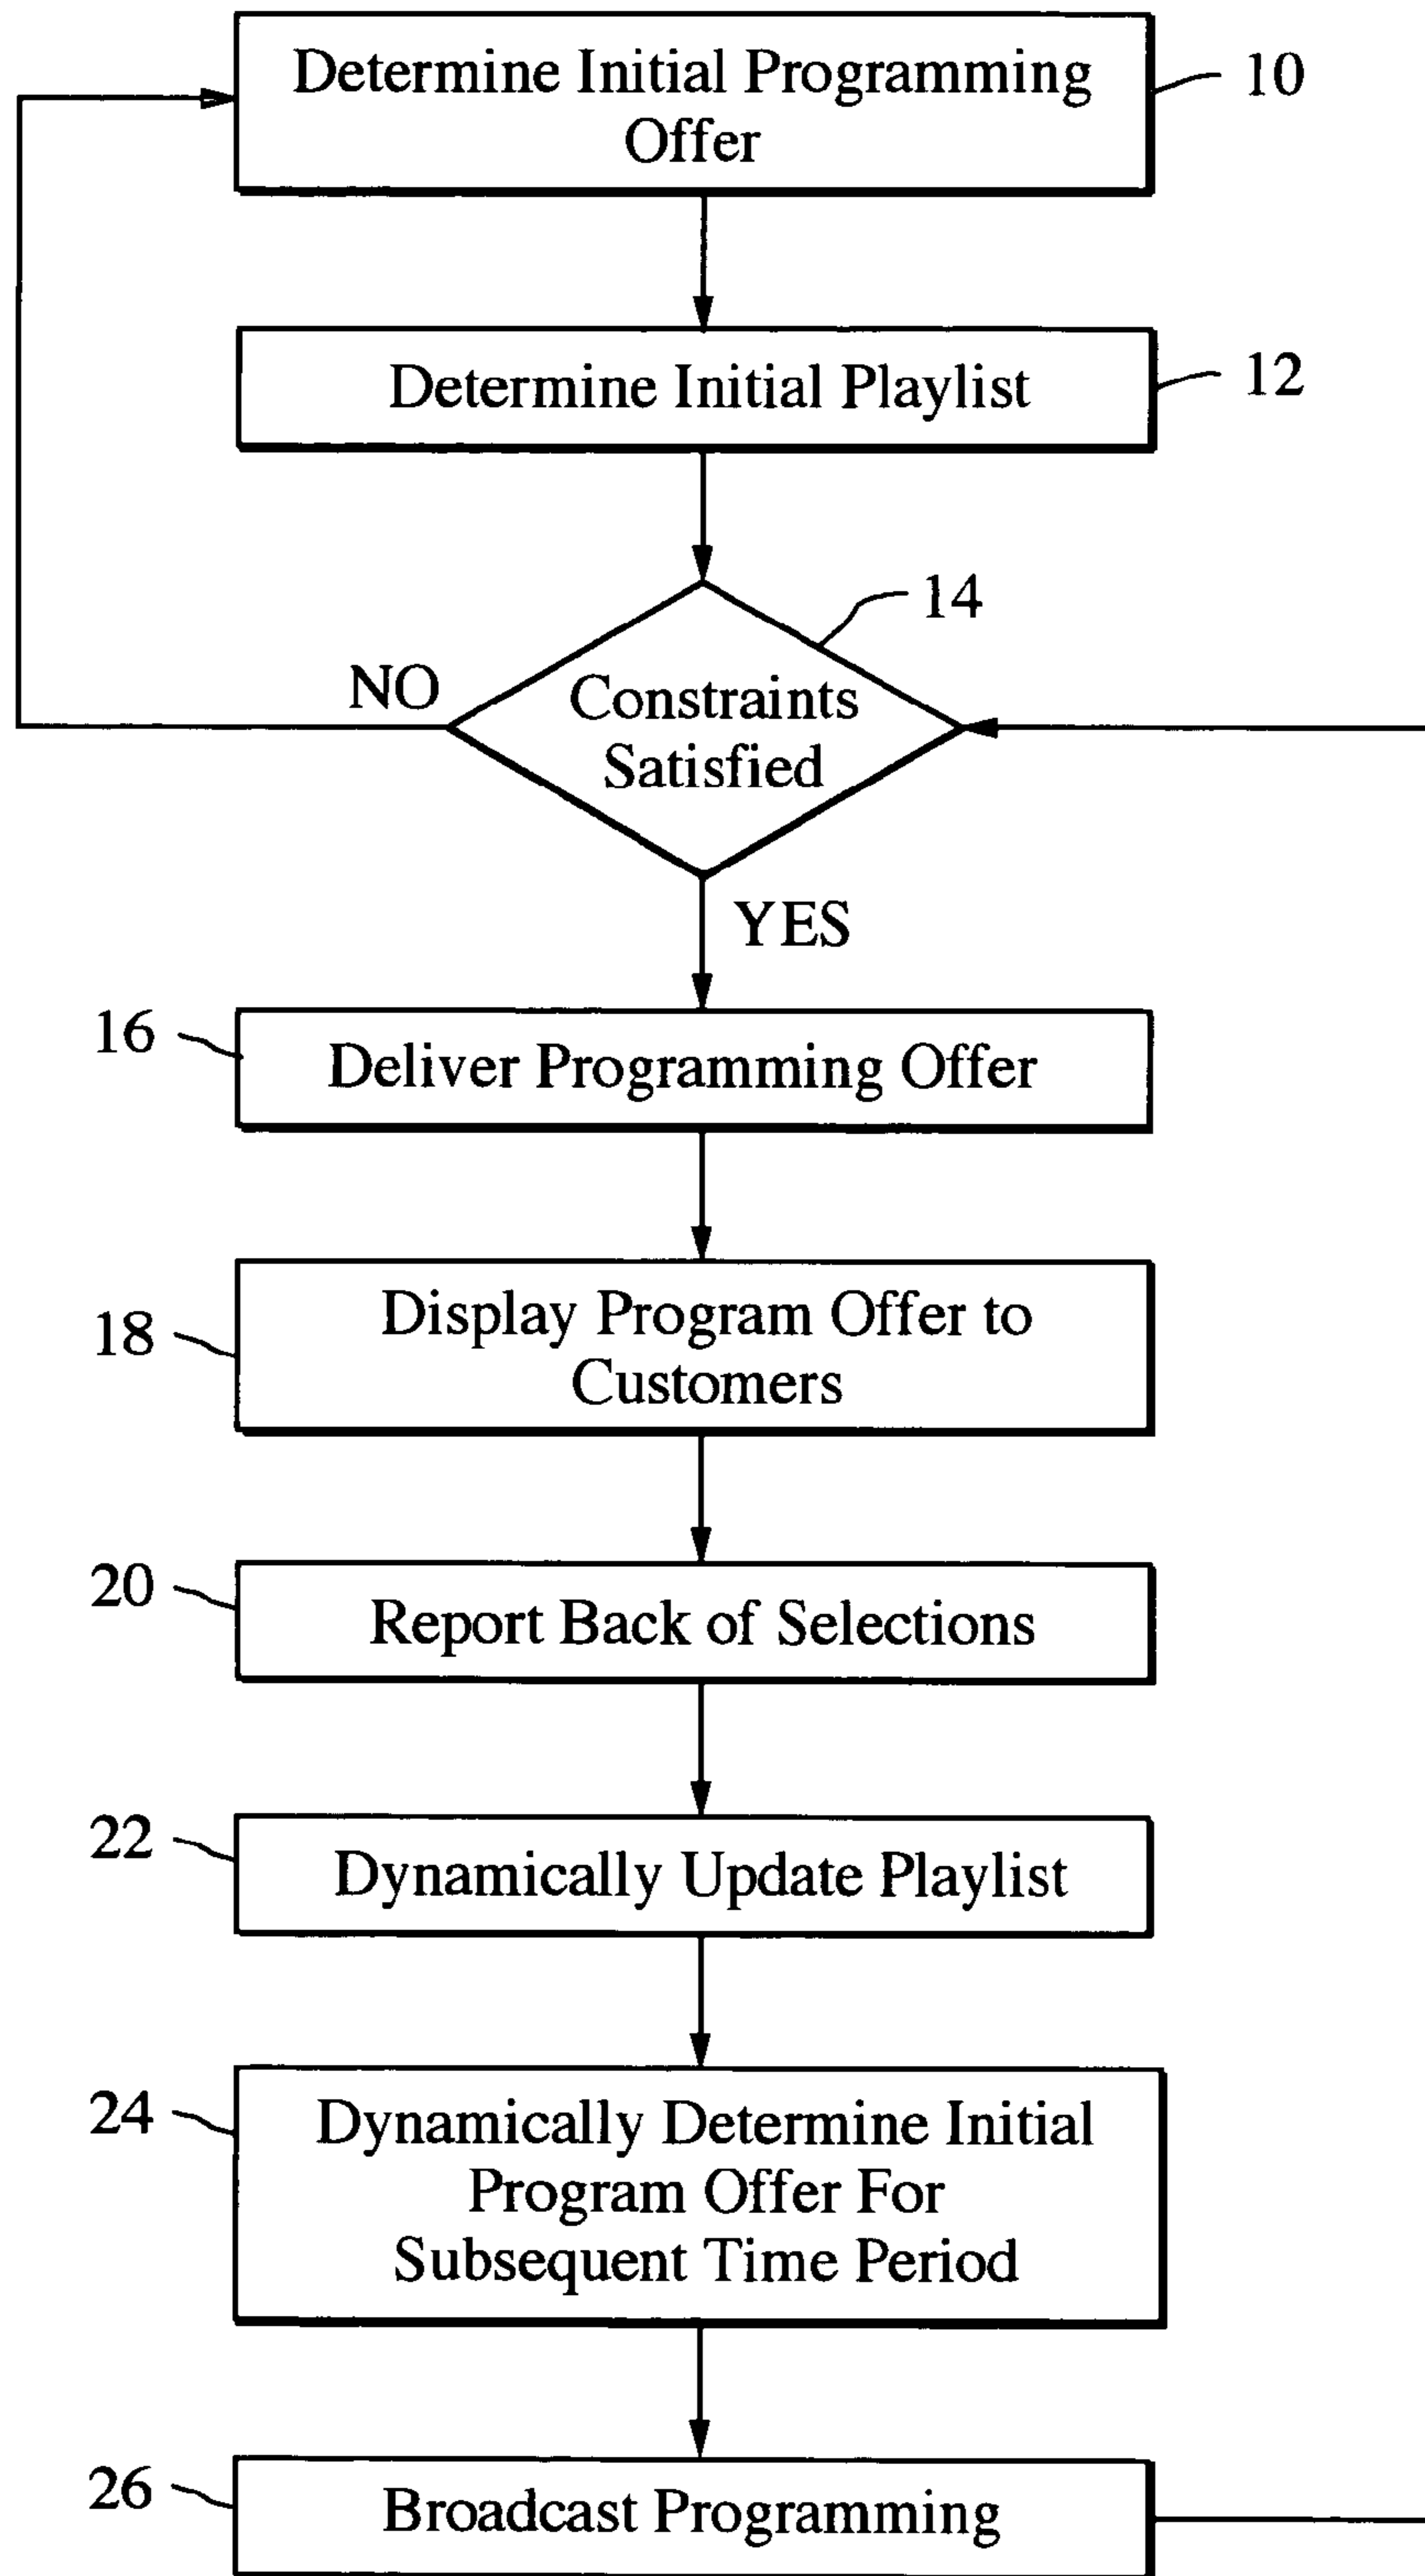 Determine Initial Programming
Offer
10
Determine Initial Playlist
12
14
NO
Constraints
Satisfied
YES
16
Deliver Programming Offer
18
Display Program Offer to
Customers
20
Report Back of Selections
22
Dynamically Update Playlist
24
Dynamically Determine Initial
Program Offer For
Subsequent Time Period
26
Broadcast Programming